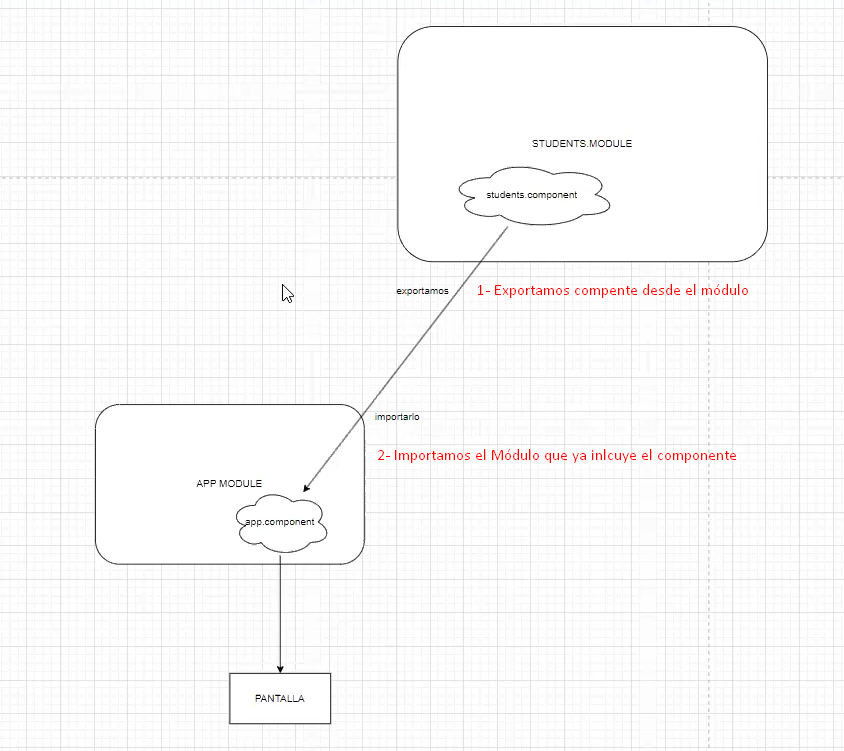 STUDENTS.MODULE
students.component
exportamos
1- Exportamos compente desde el módulo
importarlo
2- Importamos el Módulo que ya inlcuye el componente
APP MODULE
app.component
PANTALLA